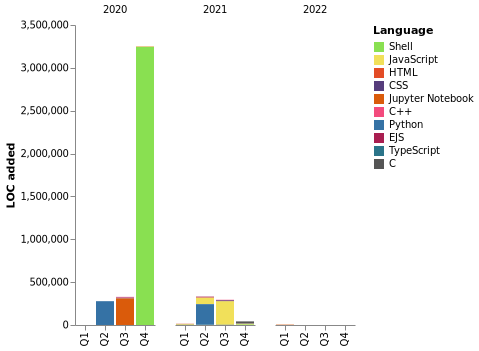 2020 2021 2022
3,500,000
3,000,000
2,500,000
2,000,000
1,500,000
1,000,000
500,000
0
LOC added
Q1 Q2 Q3 Q4 Q1 Q2 Q3 Q4 Q1 Q2 Q3 Q4
Language
Shell
JavaScript
HTML
CSS
Jupyter Notebook
C++
Python
EJS
TypeScript
C